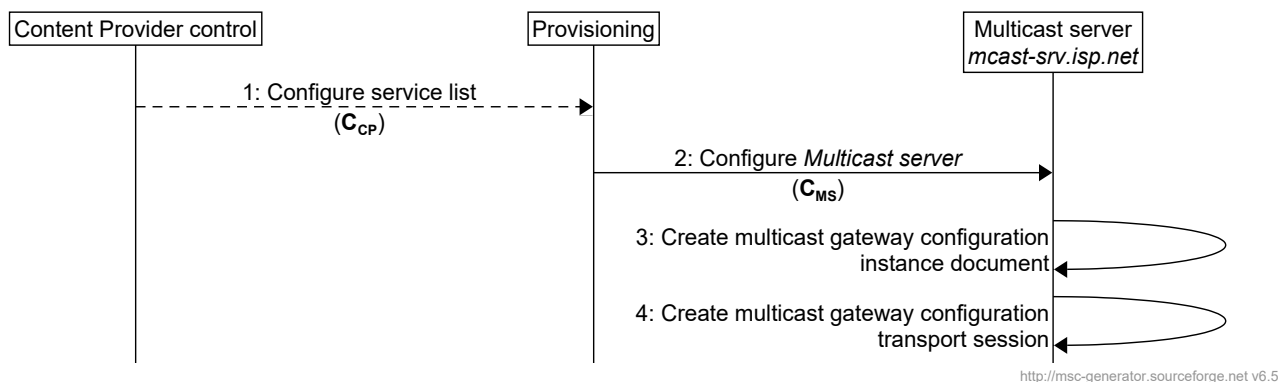 Content Provider control
Provisioning
Multicast server
mcast-srv.isp.net
1: Configure service list
(CCP)
2: Configure Multicast server
(CMS)
3: Create multicast gateway configuration
instance document
4: Create multicast gateway configuration
transport session
http://msc-generator.sourceforge.net v6.5